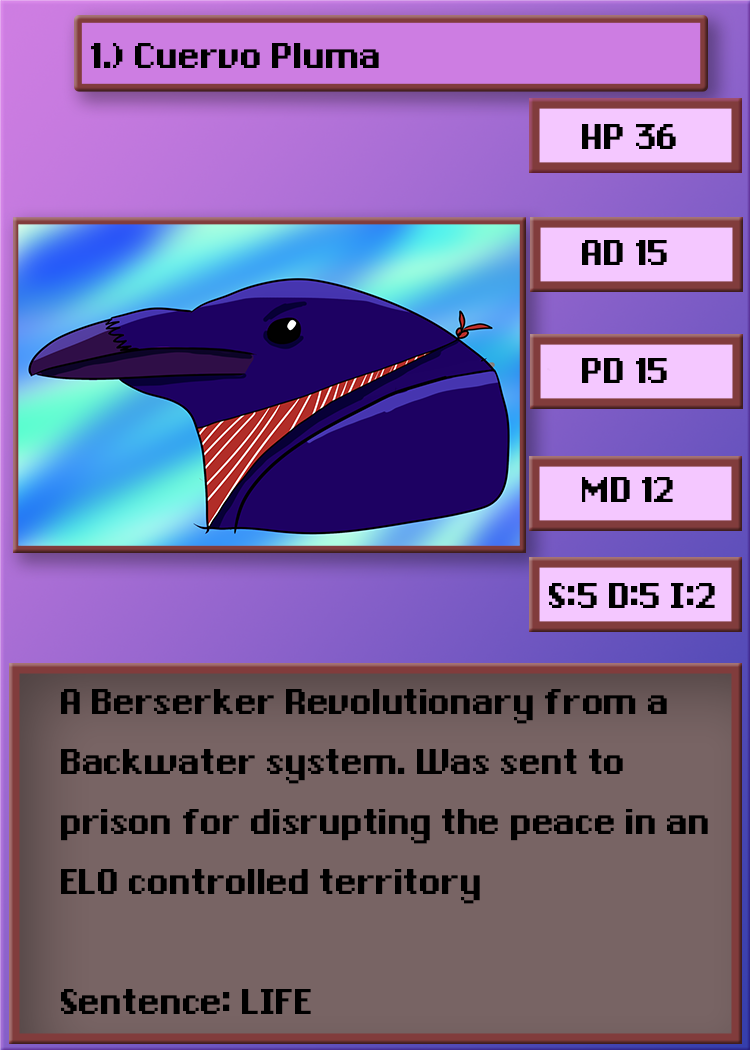 1.) Cuervo Pluma
HP 36
AD 15
PD 15
MD 12
S:5 D:5 I:2
A Berserker Revolutionary from a
Backwater system. Was sent to
prison for disrupting the peace in an
ELO controlled territory
Sentence: LIFE